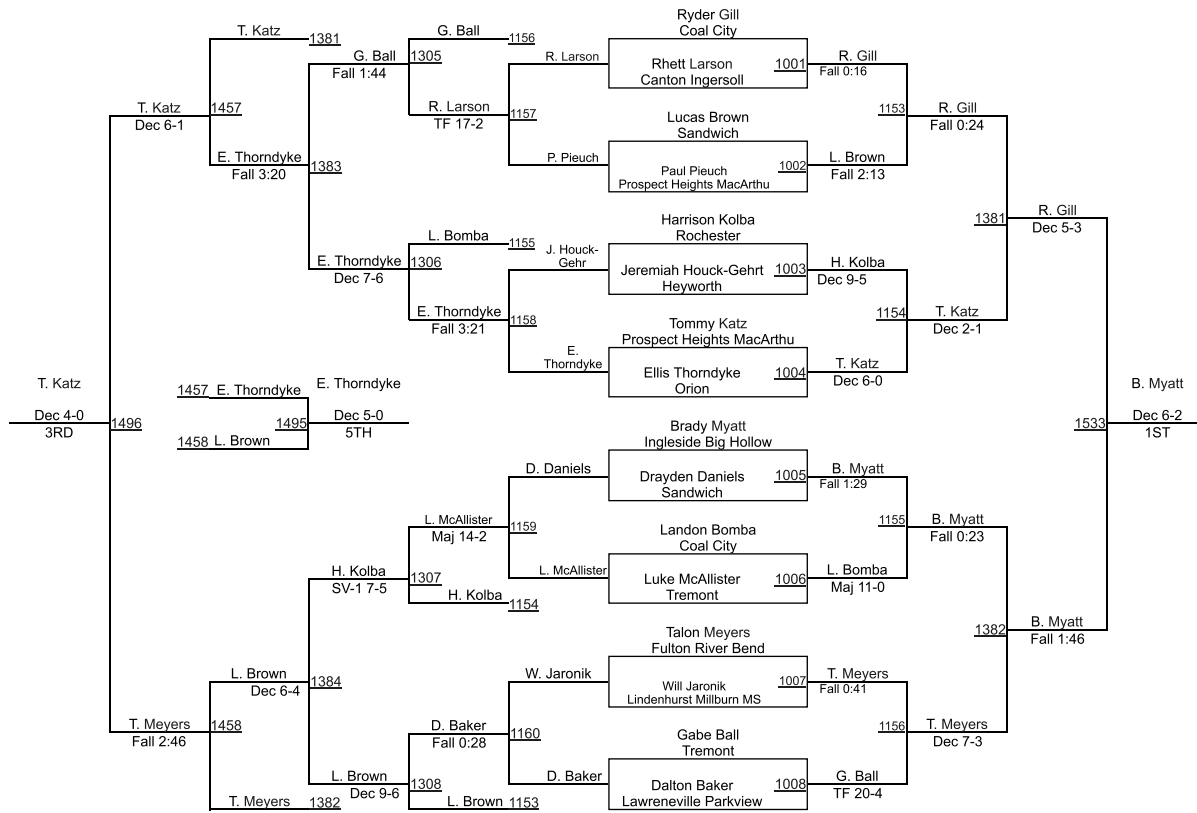 Ryder Gill
Coal City
T. Katz
1381
G. Ball
1156
G. Ball
1305
Fall 1:44
R. Larson
Rhett Larson
1001
Canton Ingersoll
R. Gill
Fall 0:16
T. Katz
1457
Dec 6-1
R. Larson
1157
TF 17-2
Lucas Brown
Sandwich
1153
R. Gill
Fall 0:24
E. Thorndyke
Fall 3:20
1383
P. Pieuch
Paul Pieuch
1002
Prospect Heights MacArthu
L. Brown
Fall 2:13
Harrison Kolba
Rochester
1381
R. Gill
Dec 5-3
L. Bomba
1155
E. Thorndyke
1306
Dec 7-6
J. Houck-
Gehr
Jeremiah Houck-Gehrt
1003
Heyworth
H. Kolba
Dec 9-5
E. Thorndyke
1158
Fall 3:21
Tommy Katz
Prospect Heights MacArthu
1154
T. Katz
Dec 2-1
E.
Thorndyke
Ellis Thorndyke
1004
Orion
T. Katz
Dec 6-0
T. Katz
Dec 4-0
3RD
1496
1457
E. Thorndyke
1458
L. Brown
1495
E. Thorndyke
Dec 5-0
5TH
B. Myatt
1533
Dec 6-2
1ST
Brady Myatt
Ingleside Big Hollow
D. Daniels
Drayden Daniels
1005
Sandwich
B. Myatt
Fall 1:29
L. McAllister
1159
Maj 14-2
Landon Bomba
Coal City
1155
B. Myatt
Fall 0:23
H. Kolba
1307
SV-1 7-5
H. Kolba
1154
L. McAllister
Luke McAllister
1006
Tremont
L. Bomba
Maj 11-0
Talon Meyers
Fulton River Bend
1382
B. Myatt
Fall 1:46
L. Brown
1384
Dec 6-4
W. Jaronik
Will Jaronik
1007
Lindenhurst Millburn MS
T. Meyers
Fall 0:41
T. Meyers
1458
Fall 2:46
D. Baker
1160
Fall 0:28
Gabe Ball
Tremont
1156
T. Meyers
Dec 7-3
L. Brown
1308
Dec 9-6
D. Baker
Dalton Baker
1008
Lawreneville Parkview
G. Ball
TF 20-4
T. Meyers
1382
L. Brown
1153